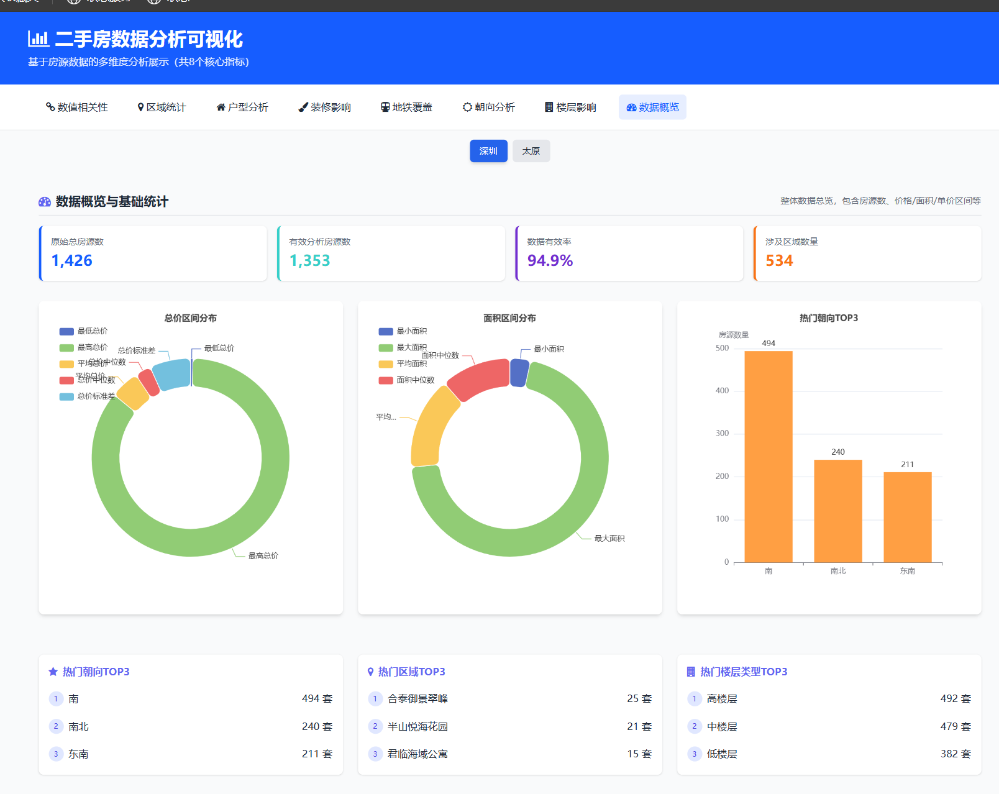 二手房数据分析可视化
基于房源数据的多维度分析展示（共8个核心指标）
数值相关性 区域统计 户型分析 装修影响 地铁覆盖 朝向分析 楼层影响 数据概览
深圳 太原
数据概览与基础统计
整体数据总览，包含房源数、价格/面积/单价区间等
原始总房源数
1,426
有效分析房源数
1,353
数据有效率
94.9%
涉及区域数量
534
总价区间分布
最低总价
最高总价
平均总价
总价中位数
总价标准差
总价标准差
最低总价
总价中位数
平均总价
最高总价
面积区间分布
最小面积
最大面积
平均面积
面积中位数
面积中位数
最小面积
平均...
最大面积
热门朝向TOP3
房源数量
500
400
300
200
100
0
494
240
211
南
南北
东南
热门朝向TOP3
1 南 494 套
2 南北 240 套
3 东南 211 套
热门区域TOP3
1 合泰御景翠峰 25 套
2 半山悦海花园 21 套
3 君临海域公寓 15 套
热门楼层类型TOP3
1 高楼层 492 套
2 中楼层 479 套
3 低楼层 382 套